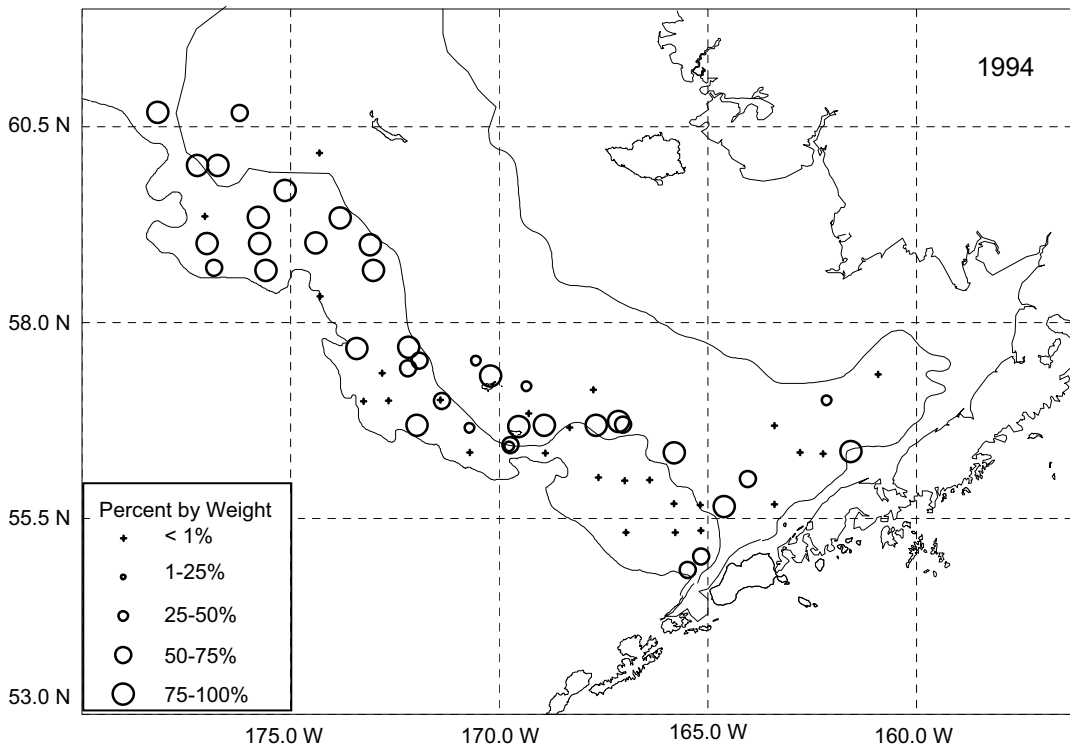 1994
60.5 N
58.0 N
55.5 N
53.0 N
Percent by Weight
< 1%
1-25%
25-50%
50-75%
75-100%
175.0 W
170.0 W
165.0 W
160.0 W